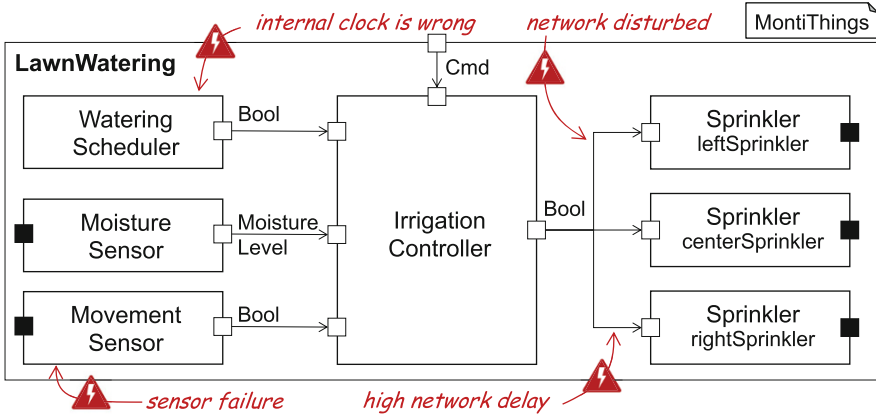 internal clock is wrong
network disturbed
MontiThings
LawnWatering
Cmd
Watering
Scheduler
Bool
Sprinkler
leftSprinkler
Moisture
Sensor
Moisture
Level
Irrigation
Controller
Bool
Sprinkler
centerSprinkler
Movement
Sensor
Bool
Sprinkler
rightSprinkler
sensor failure
high network delay